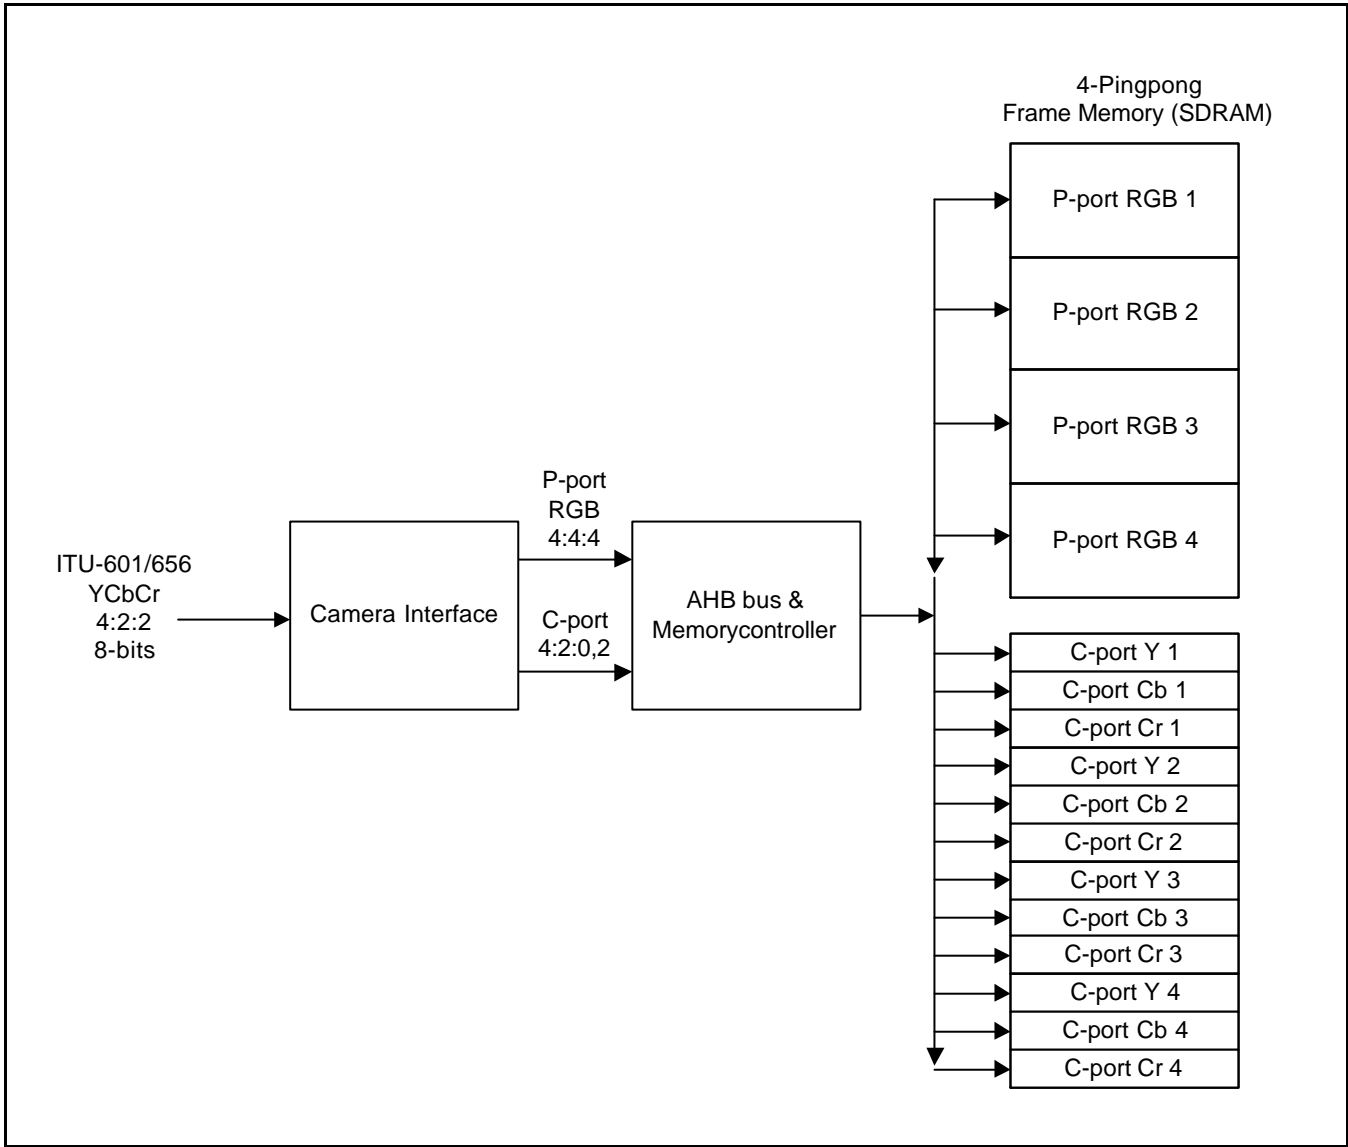 4-Pingpong
Frame Memory (SDRAM)
P-port RGB 1
P-port RGB 2
P-port RGB 3
P-port RGB 4
ITU-601/656
YCbCr
4:2:2
8-bits
Camera Interface
P-port
RGB
4:4:4
C-port
4:2:0,2
AHB bus &
Memorycontroller
C-port Y 1
C-port Cb 1
C-port Cr 1
C-port Y 2
C-port Cb 2
C-port Cr 2
C-port Y 3
C-port Cb 3
C-port Cr 3
C-port Y 4
C-port Cb 4
C-port Cr 4